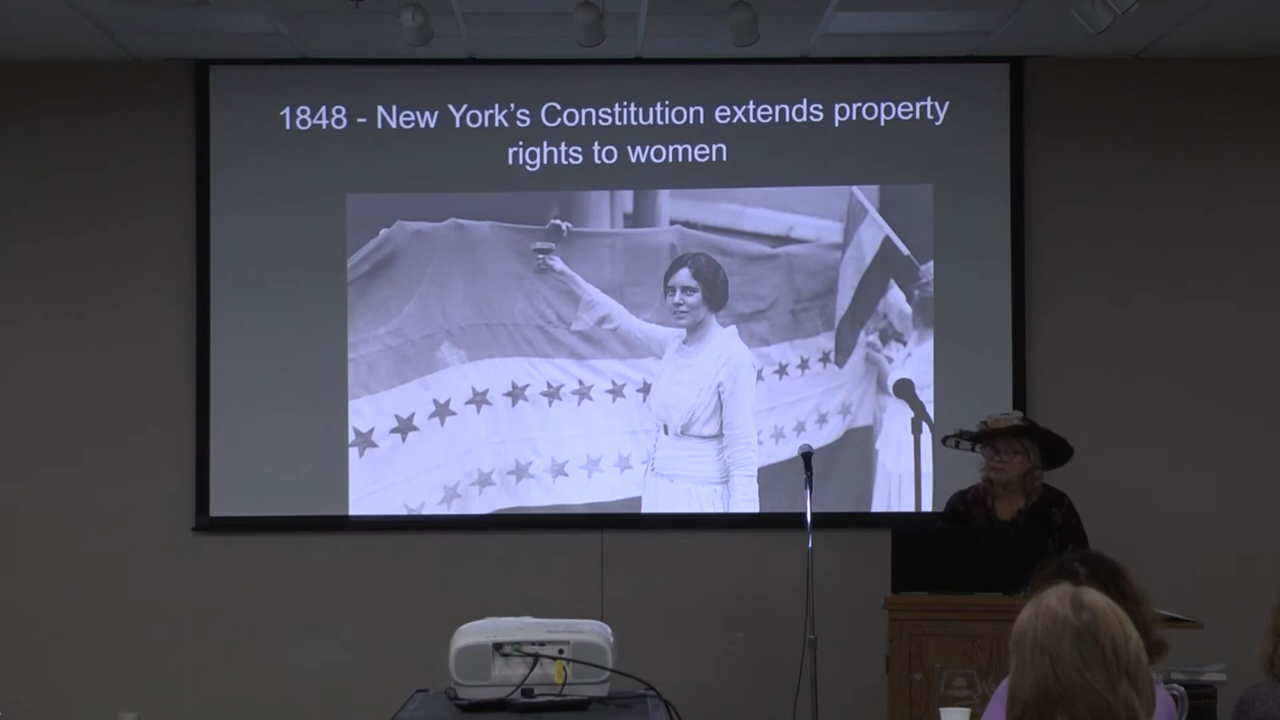 1848 - New York’s Constitution extends property
rights to women